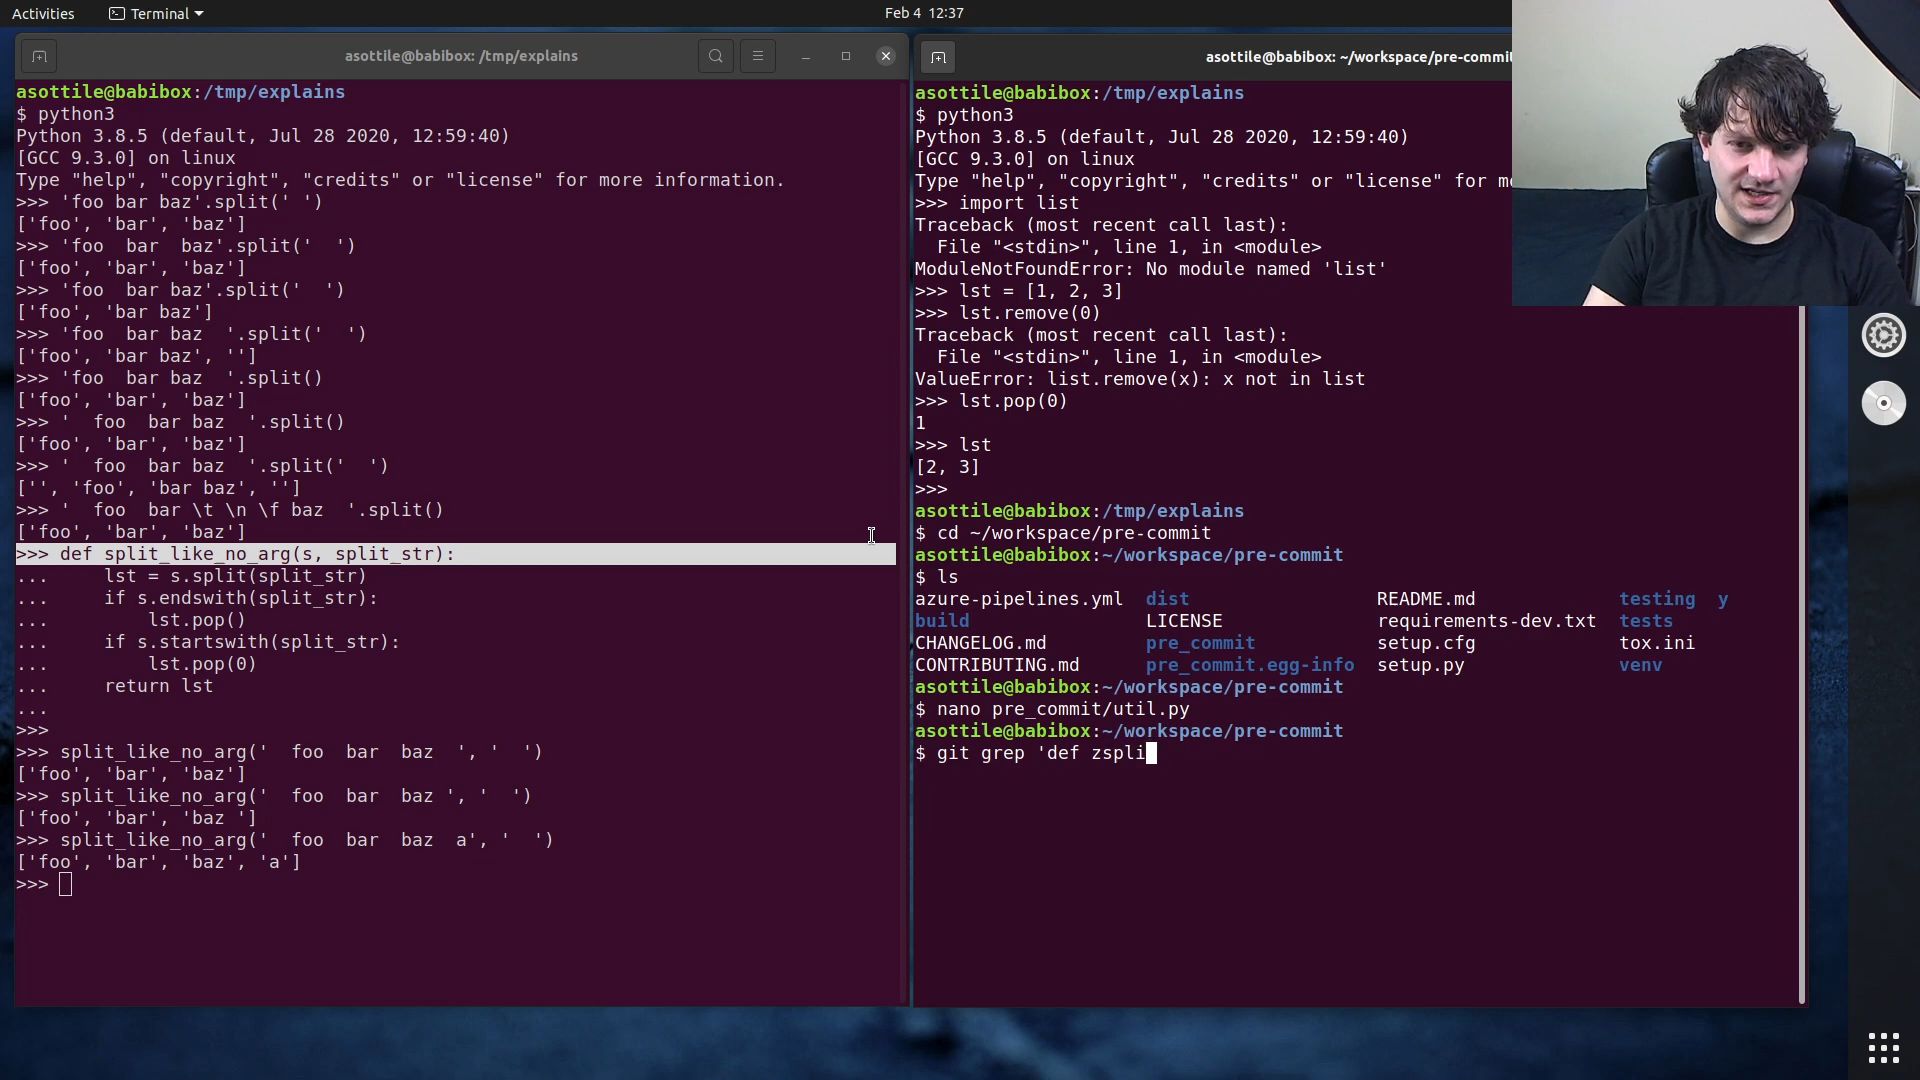 Activities
Terminal
Feb 4 12:37
asottile@babibox: /tmp/explains
asottile@babibox:/tmp/explains
$ python3
Python 3.8.5 (default, Jul 28 2020, 12:59:40)
[GCC 9.3.0] on linux
Type "help", "copyright", "credits" or "license" for more information.
>>> 'foo bar baz'.split(' ')
['foo', 'bar', 'baz']
>>> 'foo  bar  baz'.split('  ')
['foo', 'bar', 'baz']
>>> 'foo  bar baz'.split('  ')
['foo', 'bar baz']
>>> 'foo  bar baz  '.split('  ')
['foo', 'bar baz', '']
>>> 'foo  bar baz  '.split()
['foo', 'bar', 'baz']
>>> '  foo  bar baz  '.split()
['foo', 'bar', 'baz']
>>> '  foo  bar baz  '.split('  ')
['', 'foo', 'bar baz', '']
>>> '  foo  bar \t \n \f baz  '.split()
['foo', 'bar', 'baz']
>>> def split_like_no_arg(s, split_str):
...     lst = s.split(split_str)
...     if s.endswith(split_str):
...         lst.pop()
...     if s.startswith(split_str):
...         lst.pop(0)
...     return lst
...
>>>
>>> split_like_no_arg('  foo  bar  baz  ', '  ')
['foo', 'bar', 'baz']
>>> split_like_no_arg('  foo  bar  baz ', '  ')
['foo', 'bar', 'baz ']
>>> split_like_no_arg('  foo  bar  baz  a', '  ')
['foo', 'bar', 'baz', 'a']
>>>
asottile@babibox: ~/workspace/pre-commit
asottile@babibox:/tmp/explains
$ python3
Python 3.8.5 (default, Jul 28 2020, 12:59:40)
[GCC 9.3.0] on linux
Type "help", "copyright", "credits" or "license" for m
>>> import list
Traceback (most recent call last):
  File "<stdin>", line 1, in <module>
ModuleNotFoundError: No module named 'list'
>>> lst = [1, 2, 3]
>>> lst.remove(0)
Traceback (most recent call last):
  File "<stdin>", line 1, in <module>
ValueError: list.remove(x): x not in list
>>> lst.pop(0)
1
>>> lst
[2, 3]
>>>
asottile@babibox:/tmp/explains
$ cd ~/workspace/pre-commit
asottile@babibox:~/workspace/pre-commit
$ ls
azure-pipelines.yml  dist                 README.md             testing  y
build                LICENSE              requirements-dev.txt  tests
CHANGELOG.md         pre_commit           setup.cfg             tox.ini
CONTRIBUTING.md      pre_commit.egg-info  setup.py              venv
asottile@babibox:~/workspace/pre-commit
$ nano pre_commit/util.py
asottile@babibox:~/workspace/pre-commit
$ git grep 'def zspli